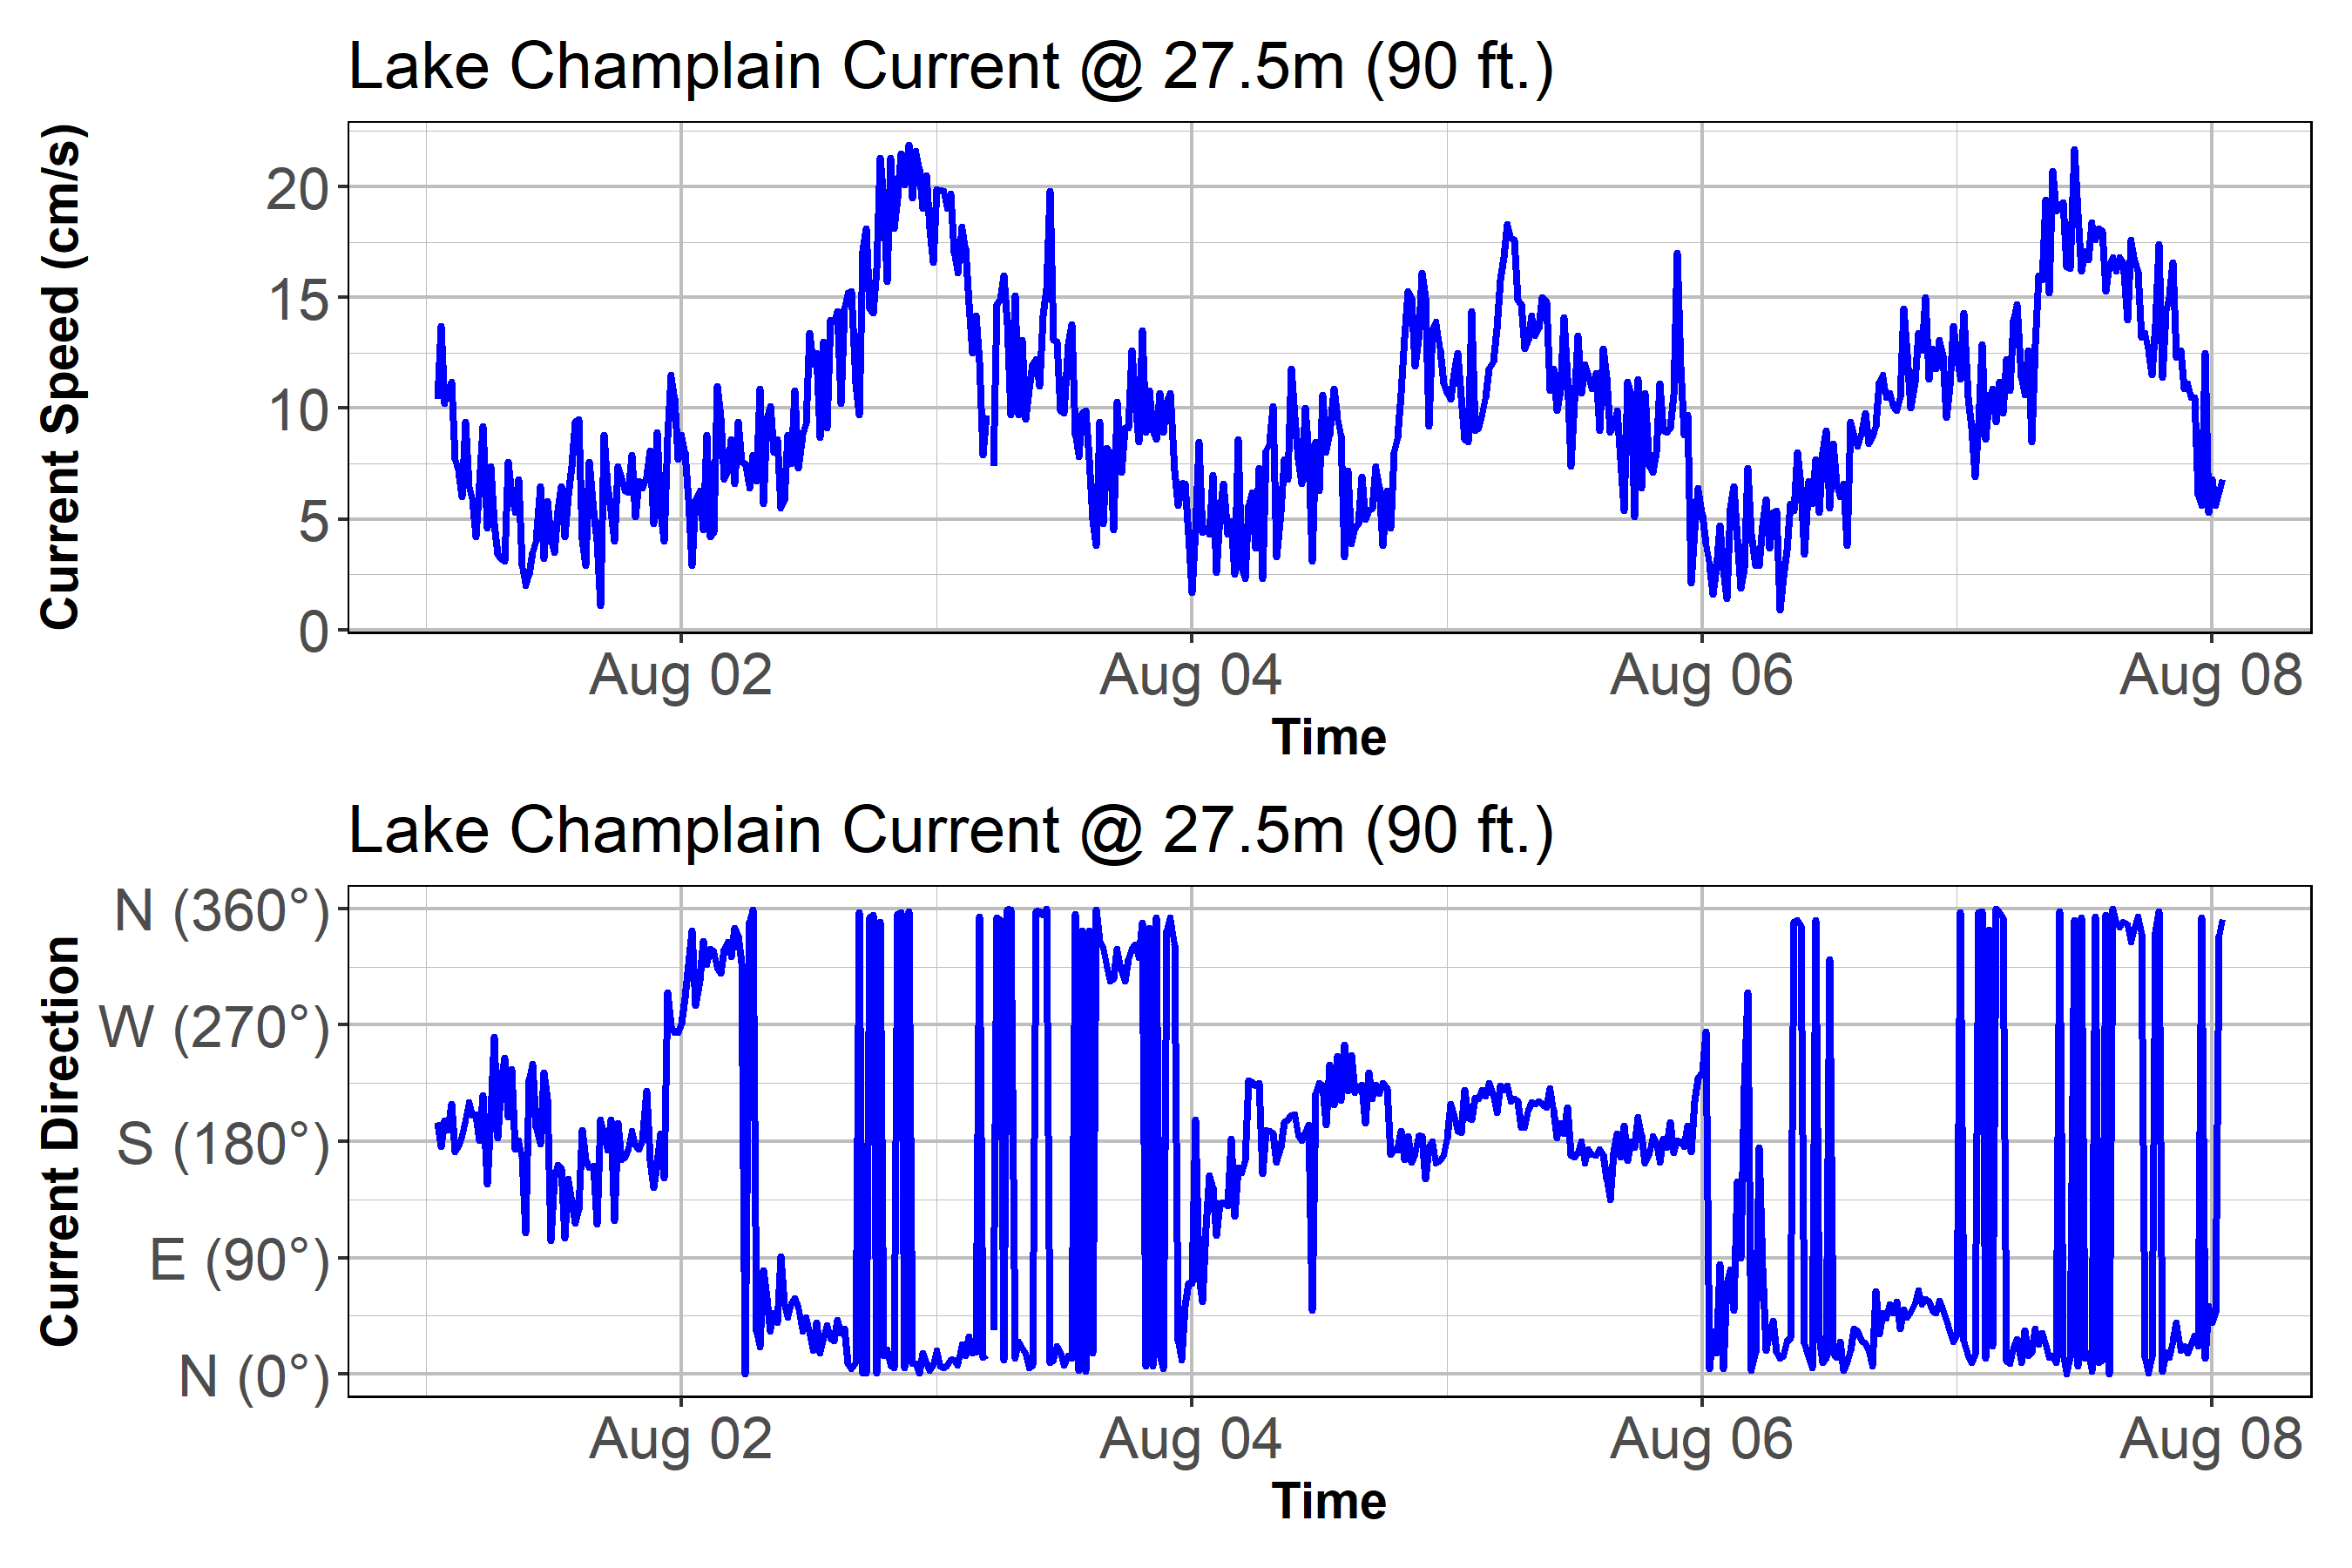 Lake Champlain Current @ 27.5m (90 ft.)
Current Speed (cm/s)
20
15
10
5
0
Aug 02 Aug 04 Aug 06 Aug 08
Time
Lake Champlain Current @ 27.5m (90 ft.)
Current Direction
N (360°)
W (270°)
S (180°)
E (90°)
N (0°)
Aug 02 Aug 04 Aug 06 Aug 08
Time